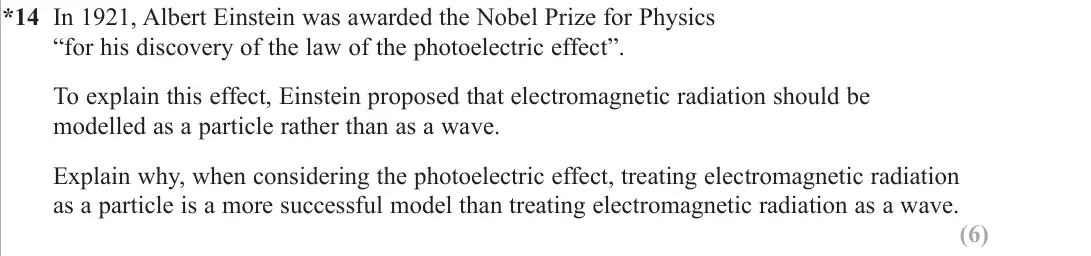 *14 In 1921, Albert Einstein was awarded the Nobel Prize for Physics
“for his discovery of the law of the photoelectric effect”.
To explain this effect, Einstein proposed that electromagnetic radiation should be
modelled as a particle rather than as a wave.
Explain why, when considering the photoelectric effect, treating electromagnetic radiation
as a particle is a more successful model than treating electromagnetic radiation as a wave.
(6)